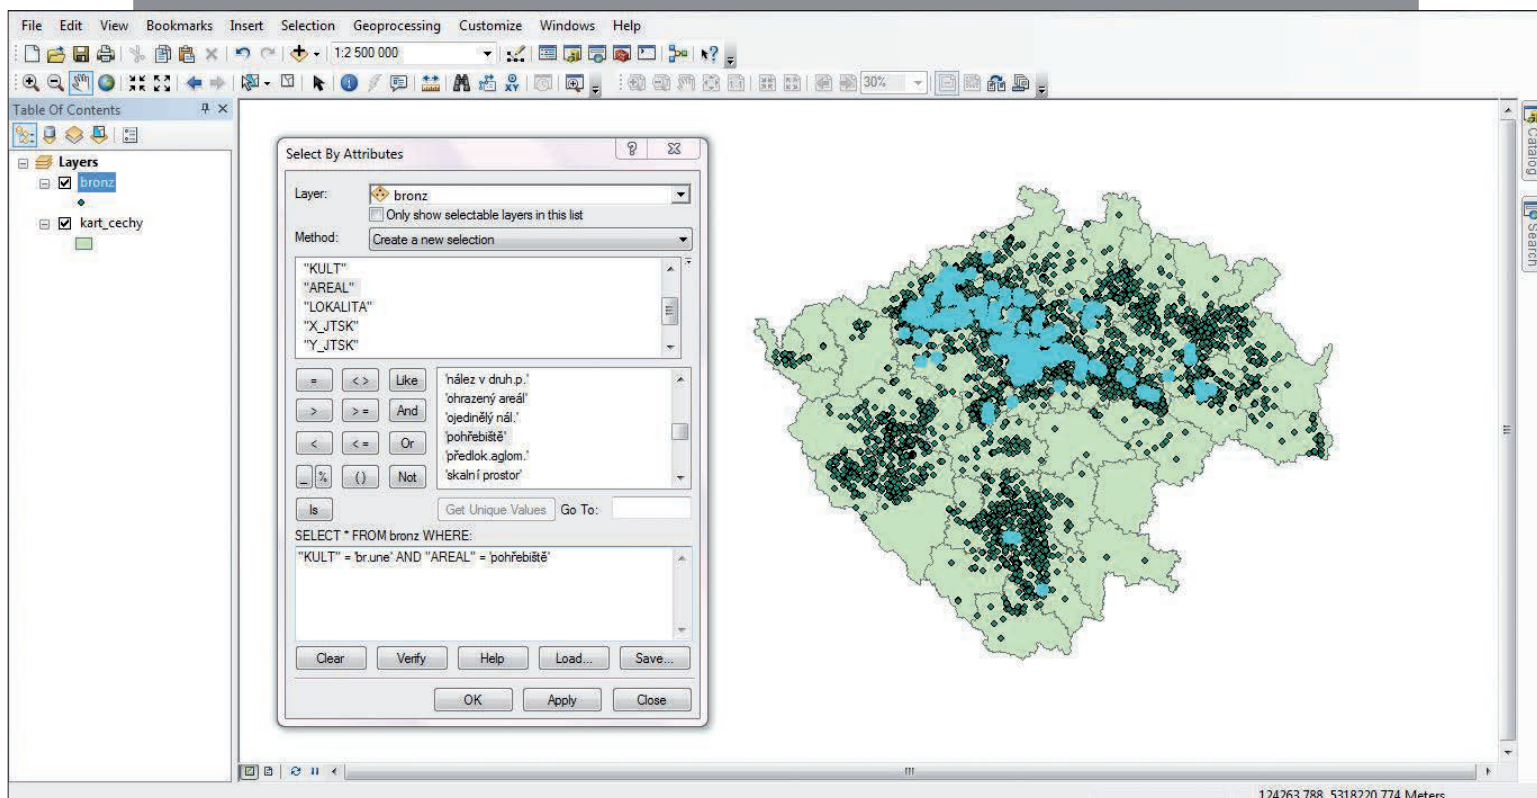 File Edit View Bookmarks Insert Selection Geoprocessing Customize Windows Help
1:2 500 000
30%
Table Of Contents
Layers
bronz
kart_cechy
Select By Attributes
Layer: bronz
Only show selectable layers in this list
Method: Create a new selection
"KULT"
"AREAL"
"LOKALITA"
"X_JTSK"
"Y_JTSK"
= < > Like
> > = And
< < = Or
_ % ( ) Not
Is
'nález v druh.p.'
'ohrazený areál'
'ojedinělý nál.'
'pohřebiště'
'předlok.aglom.'
'skalní prostor'
Get Unique Values Go To:
SELECT * FROM bronz WHERE:
"KULT" = 'br.une' AND "AREAL" = 'pohřebiště'
Clear Verify Help Load... Save...
OK Apply Close
Catalog
Search
124263,788 5318220,774 Meters